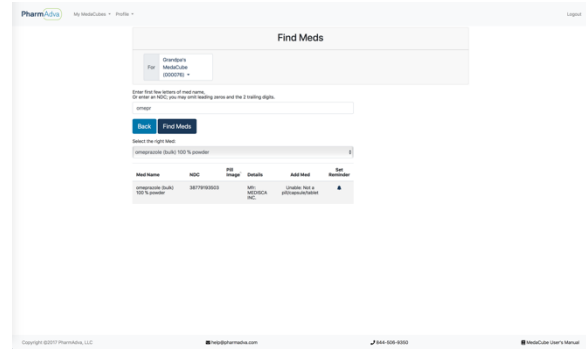 PharmAdva My MedaCubes Profile Logout
Find Meds
For Grandpa's
MedaCube
(000076)
Enter first few letters of med name,
Or enter an NDC; you may omit leading zeros and the 2 trailing digits.
omepr
Back Find Meds
Select the right Med:
omeprazole (bulk) 100 % powder
Med Name NDC Pill Image Details Add Med Set Reminder
omeprazole (bulk) 38779193503 Mfr: Unable: Not a
100 % powder MEDISCA pill/capsule/tablet
INC.
Copyright @2017 PharmAdva, LLC help@pharmadva.com 844-506-9350 MedaCube User's Manual